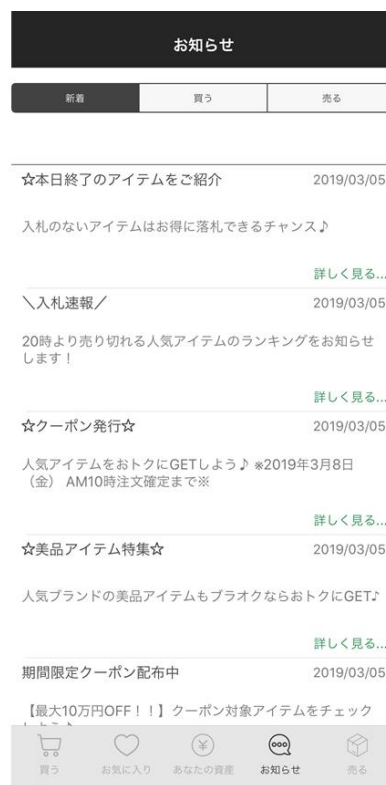 お知らせ
新着 買う 売る
☆本日終了のアイテムをご紹介 2019/03/05
入札のないアイテムはお得に落札できるチャンス♪
詳しく見る...
＼入札速報／ 2019/03/05
20時より売り切れる人気アイテムのランキングをお知らせ
します！
詳しく見る...
☆クーポン発行☆ 2019/03/05
人気アイテムをおトクにGETしよう♪ ※2019年3月8日
（金） AM10時注文確定まで※
詳しく見る...
☆美品アイテム特集☆ 2019/03/05
人気ブランドの美品アイテムもブラオクならおトクにGET♪
詳しく見る...
期間限定クーポン配布中 2019/03/05
【最大10万円OFF！！】クーポン対象アイテムをチェック
買う お気に入り あなたの資産 お知らせ 売る